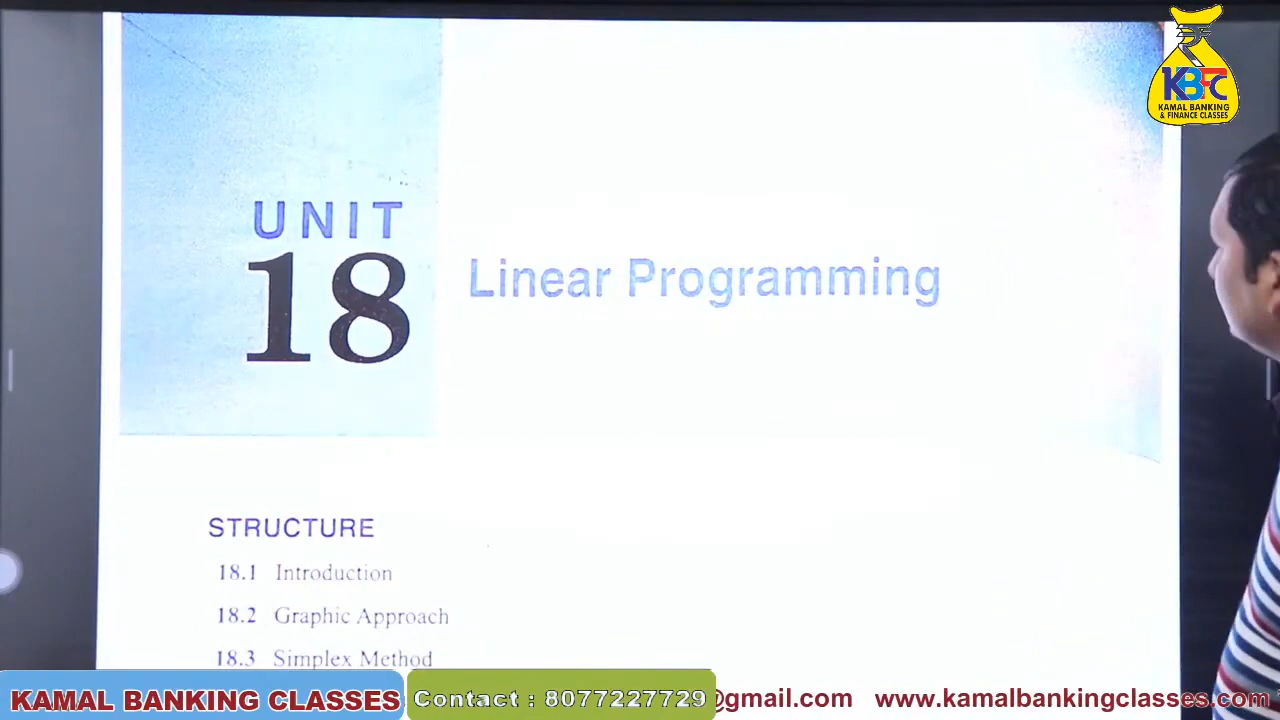 KBFC
KAMAL BANKING
& FINANCE CLASSES
UNIT
18
Linear Programming
STRUCTURE
18.1 Introduction
18.2 Graphic Approach
18.3 Simplex Method
KAMAL BANKING CLASSES
Contact : 8077227729
@gmail.com
www.kamalbankingclasses.com